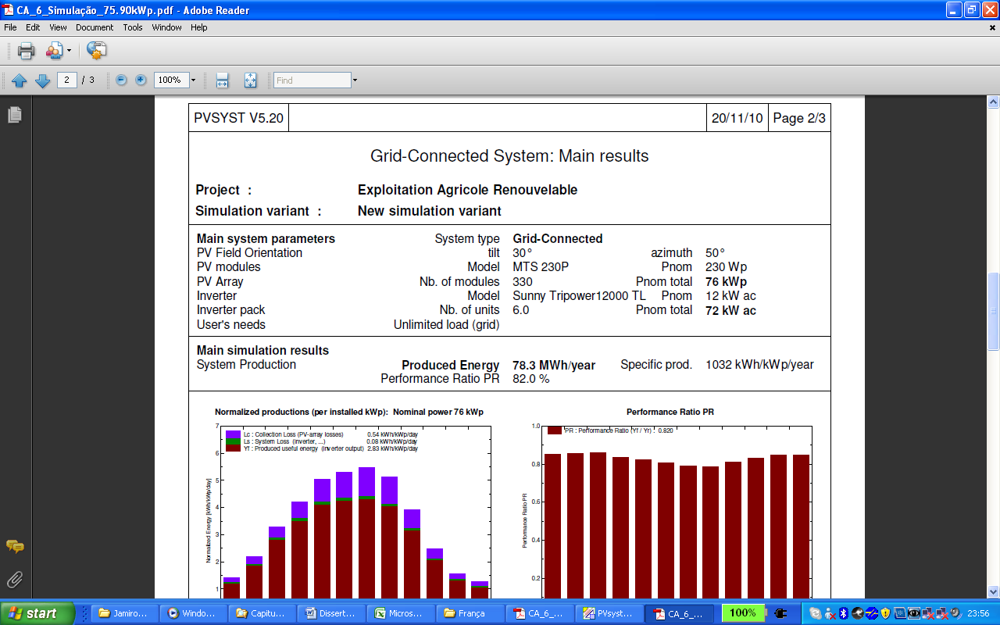 CA_6_Simulação_75.90kWp.pdf - Adobe Reader
File Edit View Document Tools Window Help
2 / 3 100% Find
PVSYST V5.20 20/11/10 Page 2/3
Grid-Connected System: Main results
Project : Exploitation Agricole Renouvelable
Simulation variant : New simulation variant
Main system parameters System type Grid-Connected
PV Field Orientation tilt 30° azimuth 50°
PV modules Model MTS 230P Pnom 230 Wp
PV Array Nb. of modules 330 Pnom total 76 kWp
Inverter Model Sunny Tripower12000 TL Pnom 12 kW ac
Inverter pack Nb. of units 6.0 Pnom total 72 kW ac
User's needs Unlimited load (grid)
Main simulation results
System Production Produced Energy 78.3 MWh/year Specific prod. 1032 kWh/kWp/year
Performance Ratio PR 82.0 %
Normalized productions (per installed kWp): Nominal power 76 kWp
Lc : Collection Loss (PV-array losses) 0.54 kWh/kWp/day
Ls : System Loss (inverter, ...) 0.08 kWh/kWp/day
Yf : Produced useful energy (inverter output) 2.83 kWh/kWp/day
7
6
5
4
3
2
1
Normalized Energy [kWh/kWp/day]
Performance Ratio PR
PR : Performance Ratio (Yf / Yr) : 0.820
1.0
0.8
0.6
0.4
0.2
Performance Ratio PR
start Jamiro... Windo... Capitu... Dissert... Micros... França CA_6_... PVsyst... CA_6_... 100% 23:56